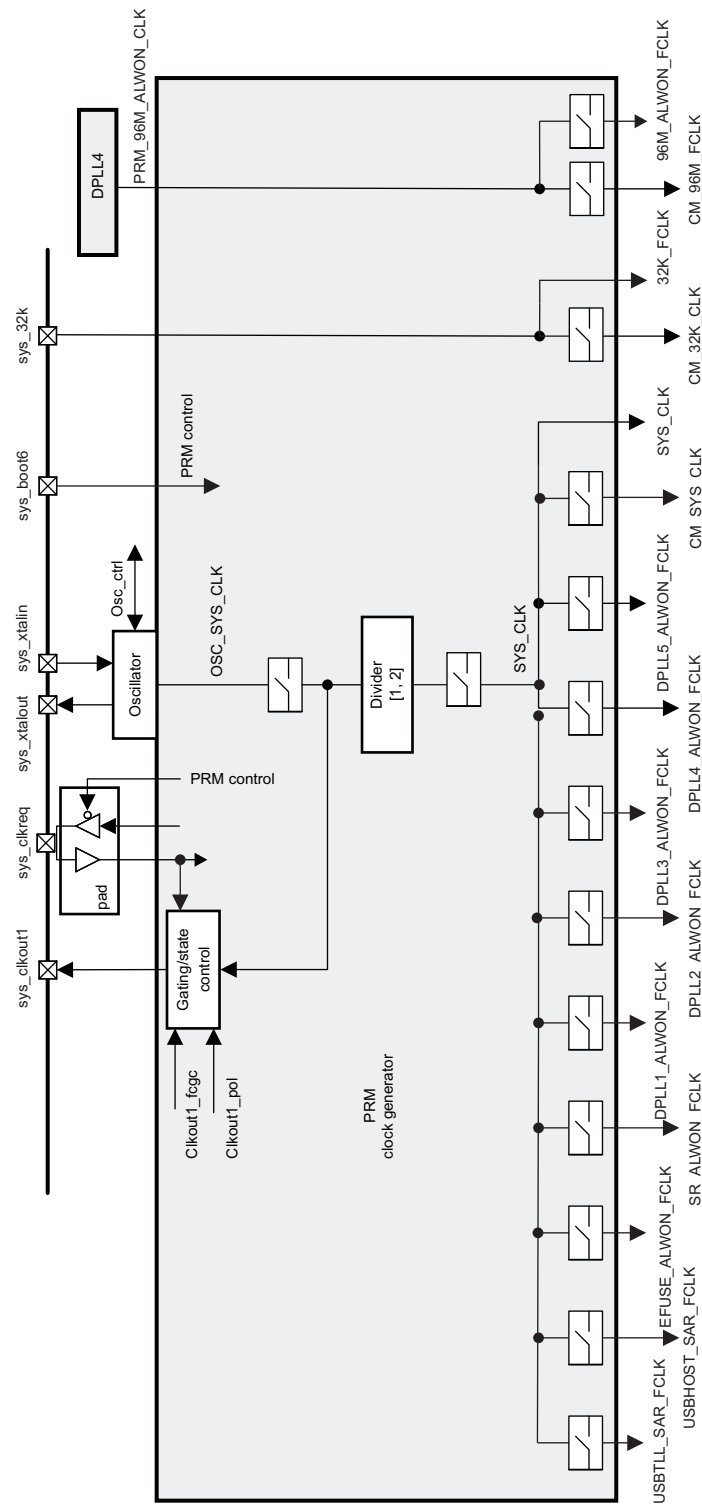 sys_clkout1
sys_clkreq
sys_xtalout
sys_xtalin
sys_boot6
sys_32k
pad
Oscillator
Osc_ctrl
DPLL4
PRM_96M_ALWON_CLK
Gating/state
control
PRM control
OSC_SYS_CLK
PRM control
Clkout1_fcgc
Clkout1_pol
PRM
clock generator
Divider
[1, 2]
SYS_CLK
USBTLL_SAR_FCLK
USBHOST_SAR_FCLK
EFUSE_ALWON_FCLK
SR_ALWON_FCLK
DPLL1_ALWON_FCLK
DPLL2_ALWON_FCLK
DPLL3_ALWON_FCLK
DPLL4_ALWON_FCLK
DPLL5_ALWON_FCLK
CM_SYS_CLK
SYS_CLK
CM_32K_CLK
32K_FCLK
CM_96M_FCLK
96M_ALWON_FCLK